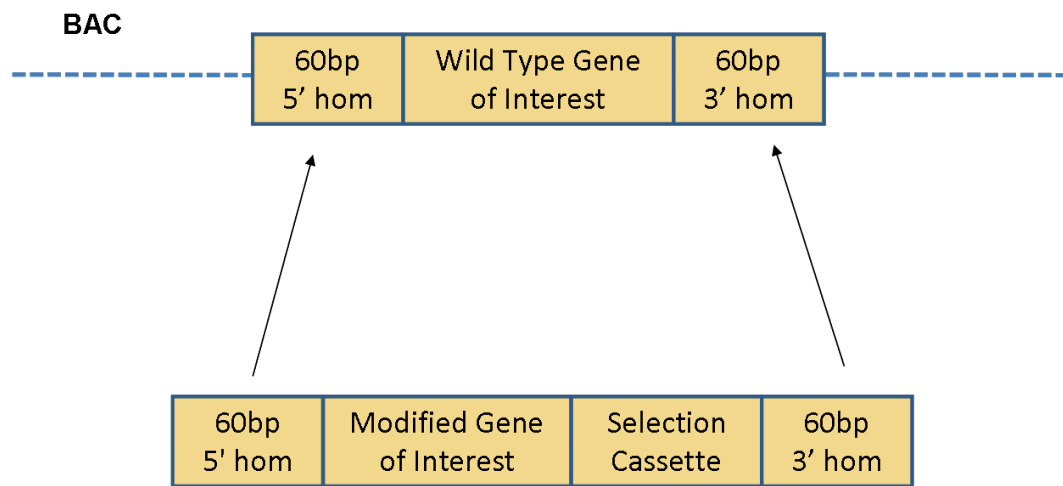 BAC
60bp
5’ hom
Wild Type Gene
of Interest
60bp
3’ hom
60bp
5' hom
Modified Gene
of Interest
Selection
Cassette
60bp
3’ hom